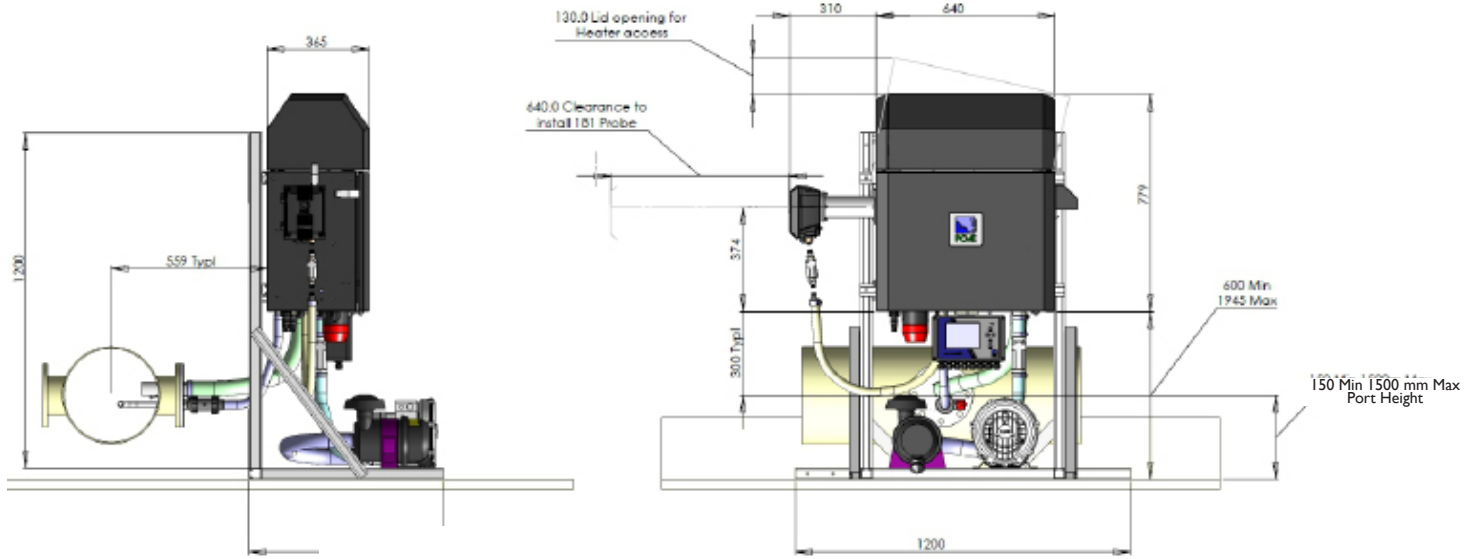 130.0 Lid opening for
Heater access
310
640
365
640.0 Clearance to
install 181 Probe
1200
559 Typl
374
779
600 Min
1945 Max
300 Typl
150 Min 1500 mm Max
Port Height
1200